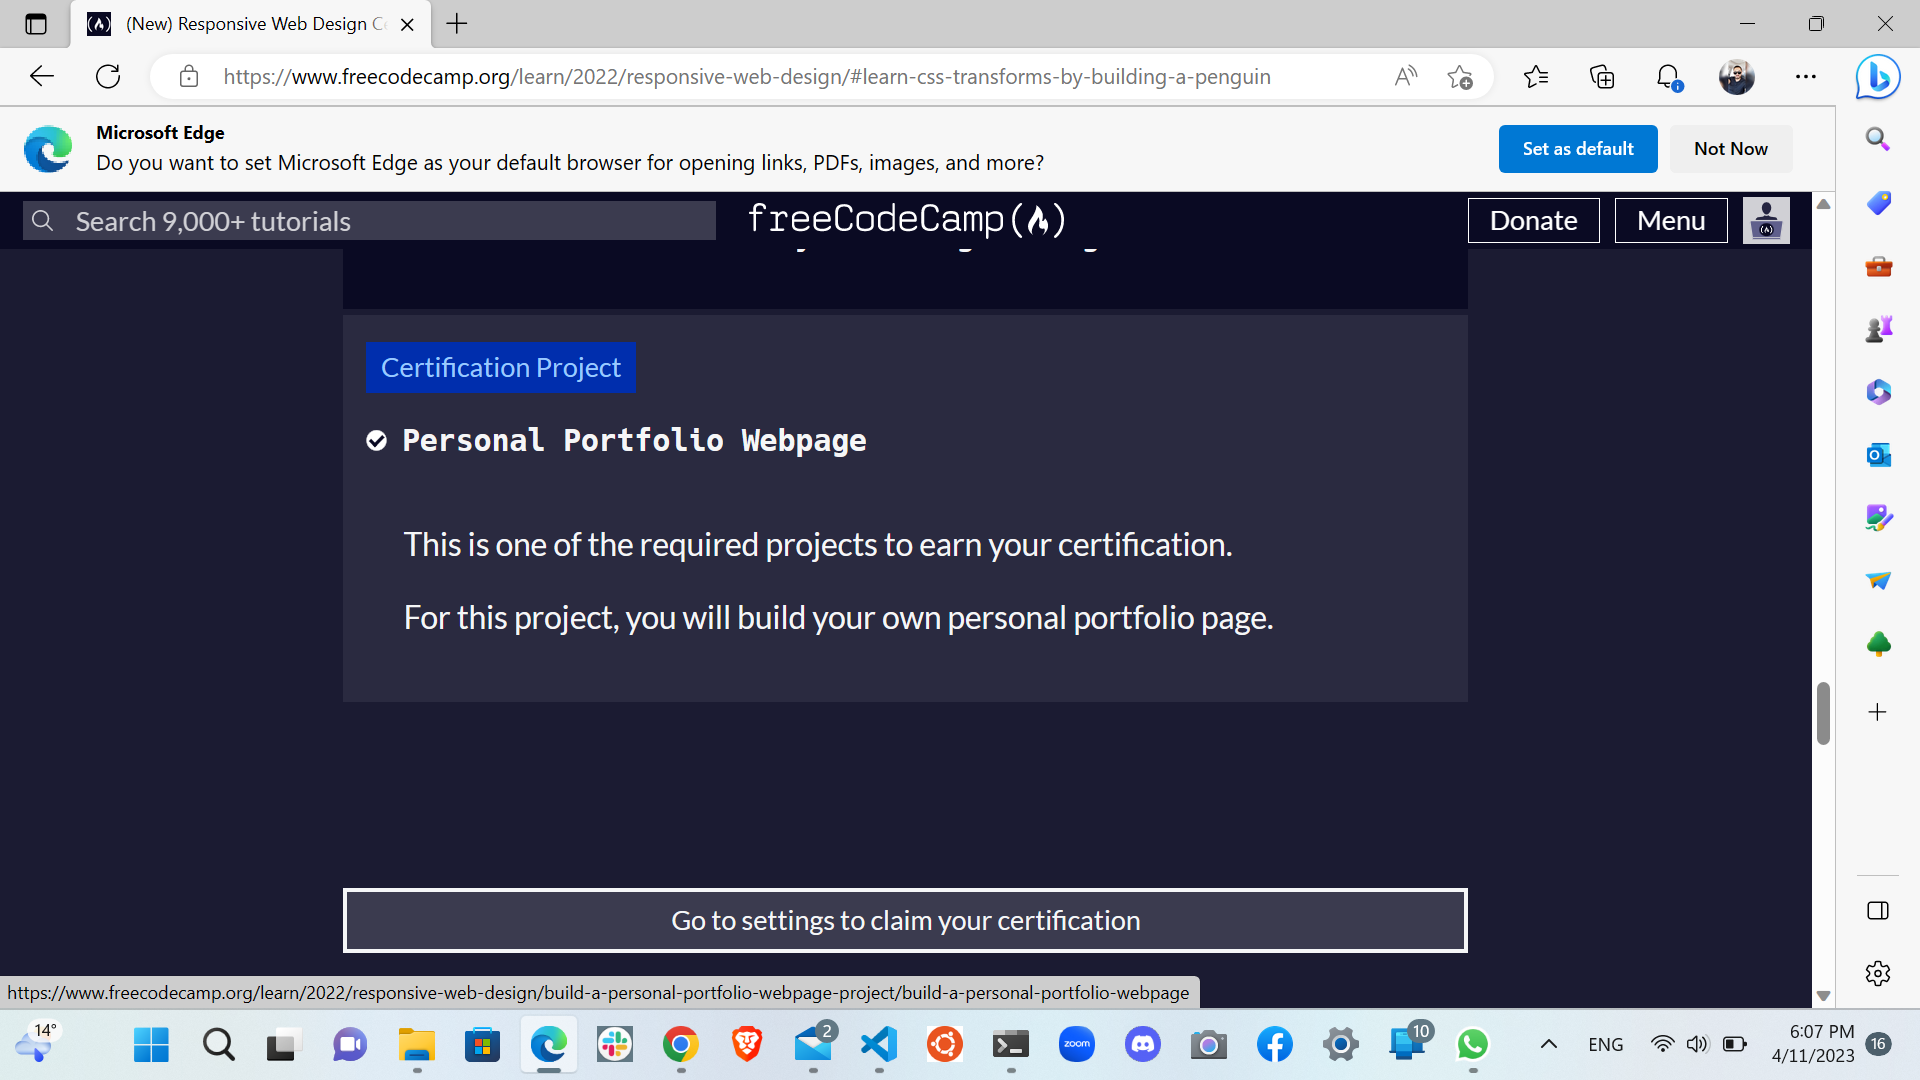 (New) Responsive Web Design C
https://www.freecodecamp.org/learn/2022/responsive-web-design/#learn-css-transforms-by-building-a-penguin
Microsoft Edge
Do you want to set Microsoft Edge as your default browser for opening links, PDFs, images, and more?
Set as default
Not Now
Search 9,000+ tutorials
freeCodeCamp
Donate
Menu
Certification Project
Personal Portfolio Webpage
This is one of the required projects to earn your certification.
For this project, you will build your own personal portfolio page.
Go to settings to claim your certification
https://www.freecodecamp.org/learn/2022/responsive-web-design/build-a-personal-portfolio-webpage-project/build-a-personal-portfolio-webpage
14°
2
zoom
10
ENG
6:07 PM
4/11/2023
16